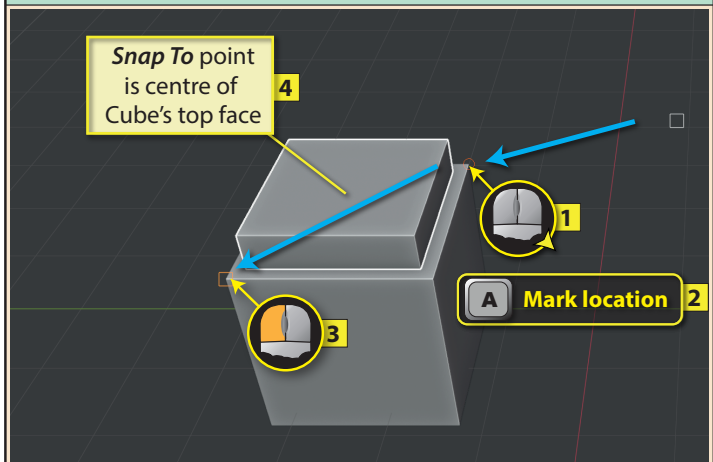 Snap To point
is centre of
Cube's top face
4
1
A Mark location 2
3